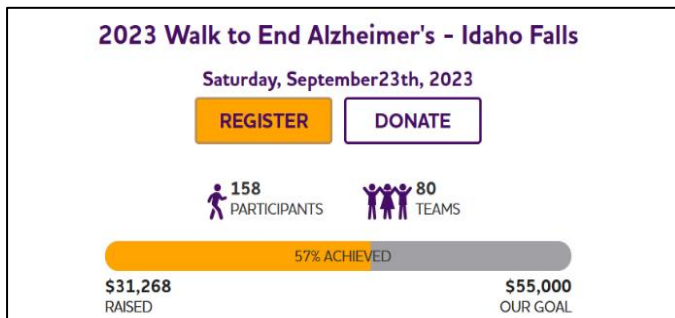 2023 Walk to End Alzheimer's - Idaho Falls
Saturday, September23th, 2023
REGISTER DONATE
158 80
PARTICIPANTS TEAMS
57% ACHIEVED
$31,268 $55,000
RAISED OUR GOAL